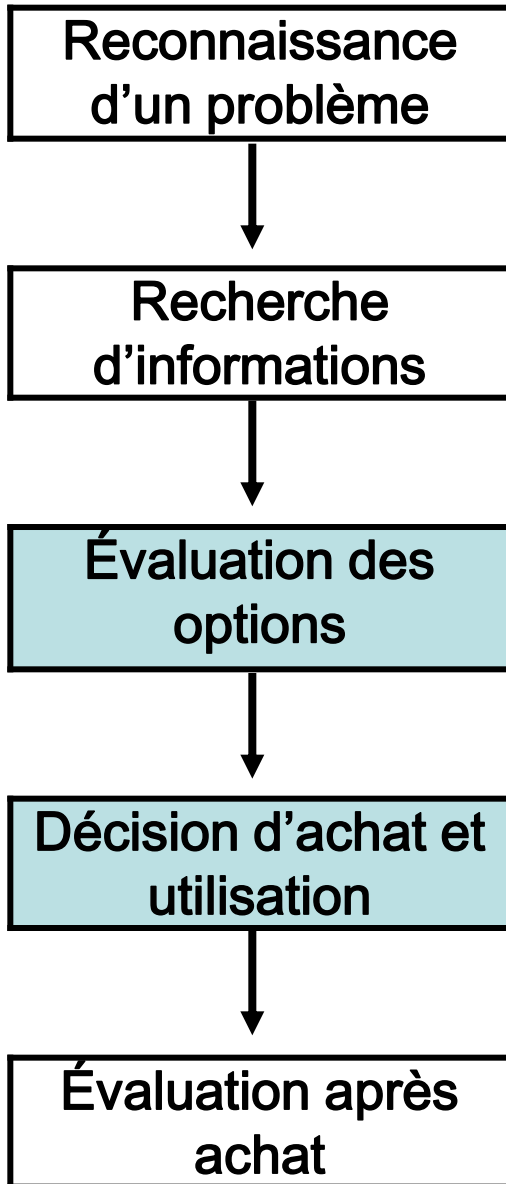 Reconnaissance
d’un problème
Recherche
d’informations
Évaluation des
options
Décision d’achat et
utilisation
Évaluation après
achat